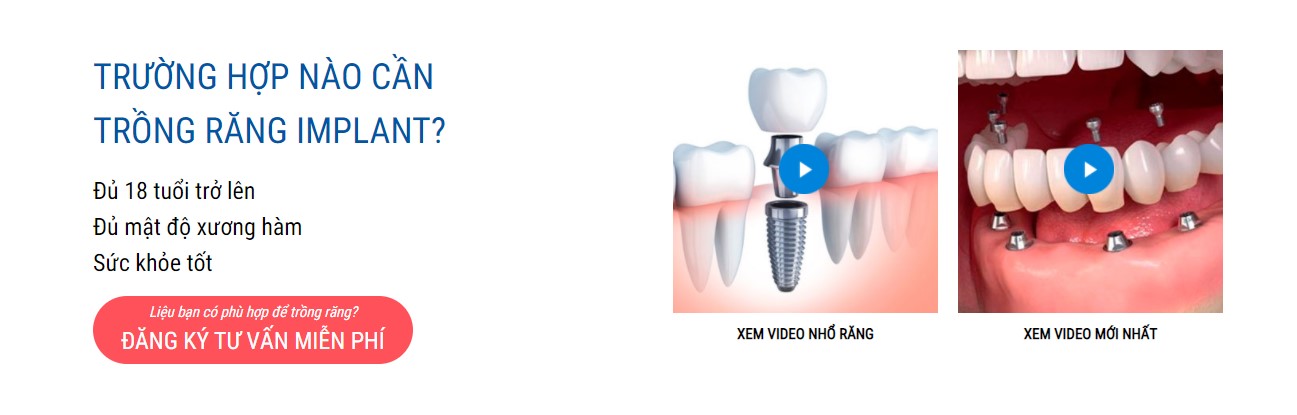 TRƯỜNG HỢP NÀO CẦN
TRỒNG RĂNG IMPLANT?
Đủ 18 tuổi trở lên
Đủ mật độ xương hàm
Sức khỏe tốt
Liệu bạn có phù hợp để trồng răng?
ĐĂNG KÝ TƯ VẤN MIỄN PHÍ
XEM VIDEO NHỔ RĂNG
XEM VIDEO MỚI NHẤT